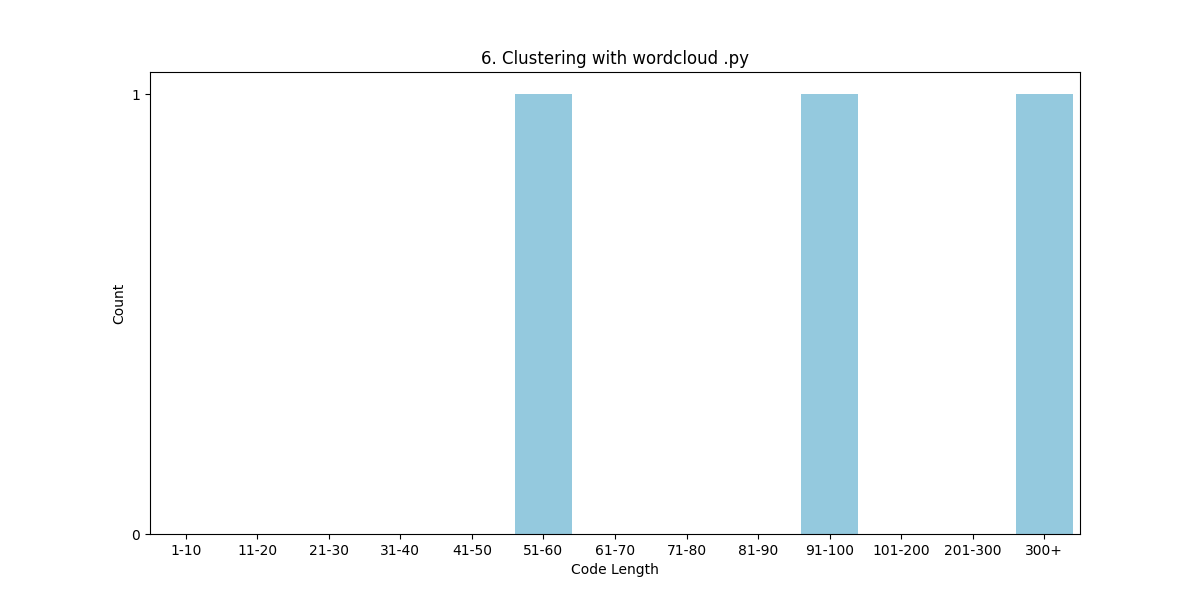 6. Clustering with wordcloud .py
1
Count
0
1-10 11-20 21-30 31-40 41-50 51-60 61-70 71-80 81-90 91-100 101-200 201-300 300+
Code Length